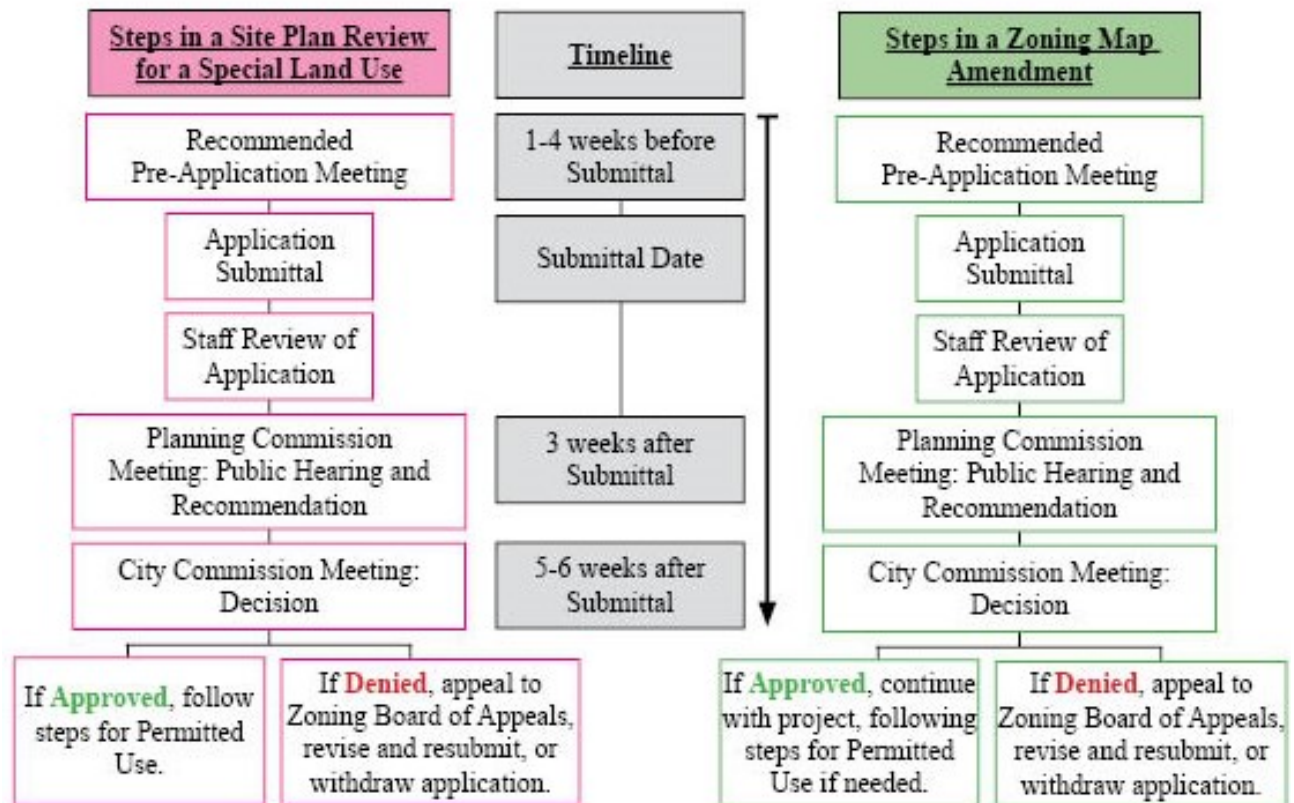 Steps in a Site Plan Review
for a Special Land Use
Recommended
Pre-Application Meeting
Application
Submittal
Staff Review of
Application
Planning Commission
Meeting: Public Hearing and
Recommendation
City Commission Meeting:
Decision
If Approved, follow
steps for Permitted
Use.
If Denied, appeal to
Zoning Board of Appeals,
revise and resubmit, or
withdraw application.
Timeline
1-4 weeks before
Submittal
Submittal Date
3 weeks after
Submittal
5-6 weeks after
Submittal
Steps in a Zoning Map
Amendment
Recommended
Pre-Application Meeting
Application
Submittal
Staff Review of
Application
Planning Commission
Meeting: Public Hearing and
Recommendation
City Commission Meeting:
Decision
If Approved, continue
with project, following
steps for Permitted
Use if needed.
If Denied, appeal to
Zoning Board of Appeals,
revise and resubmit, or
withdraw application.